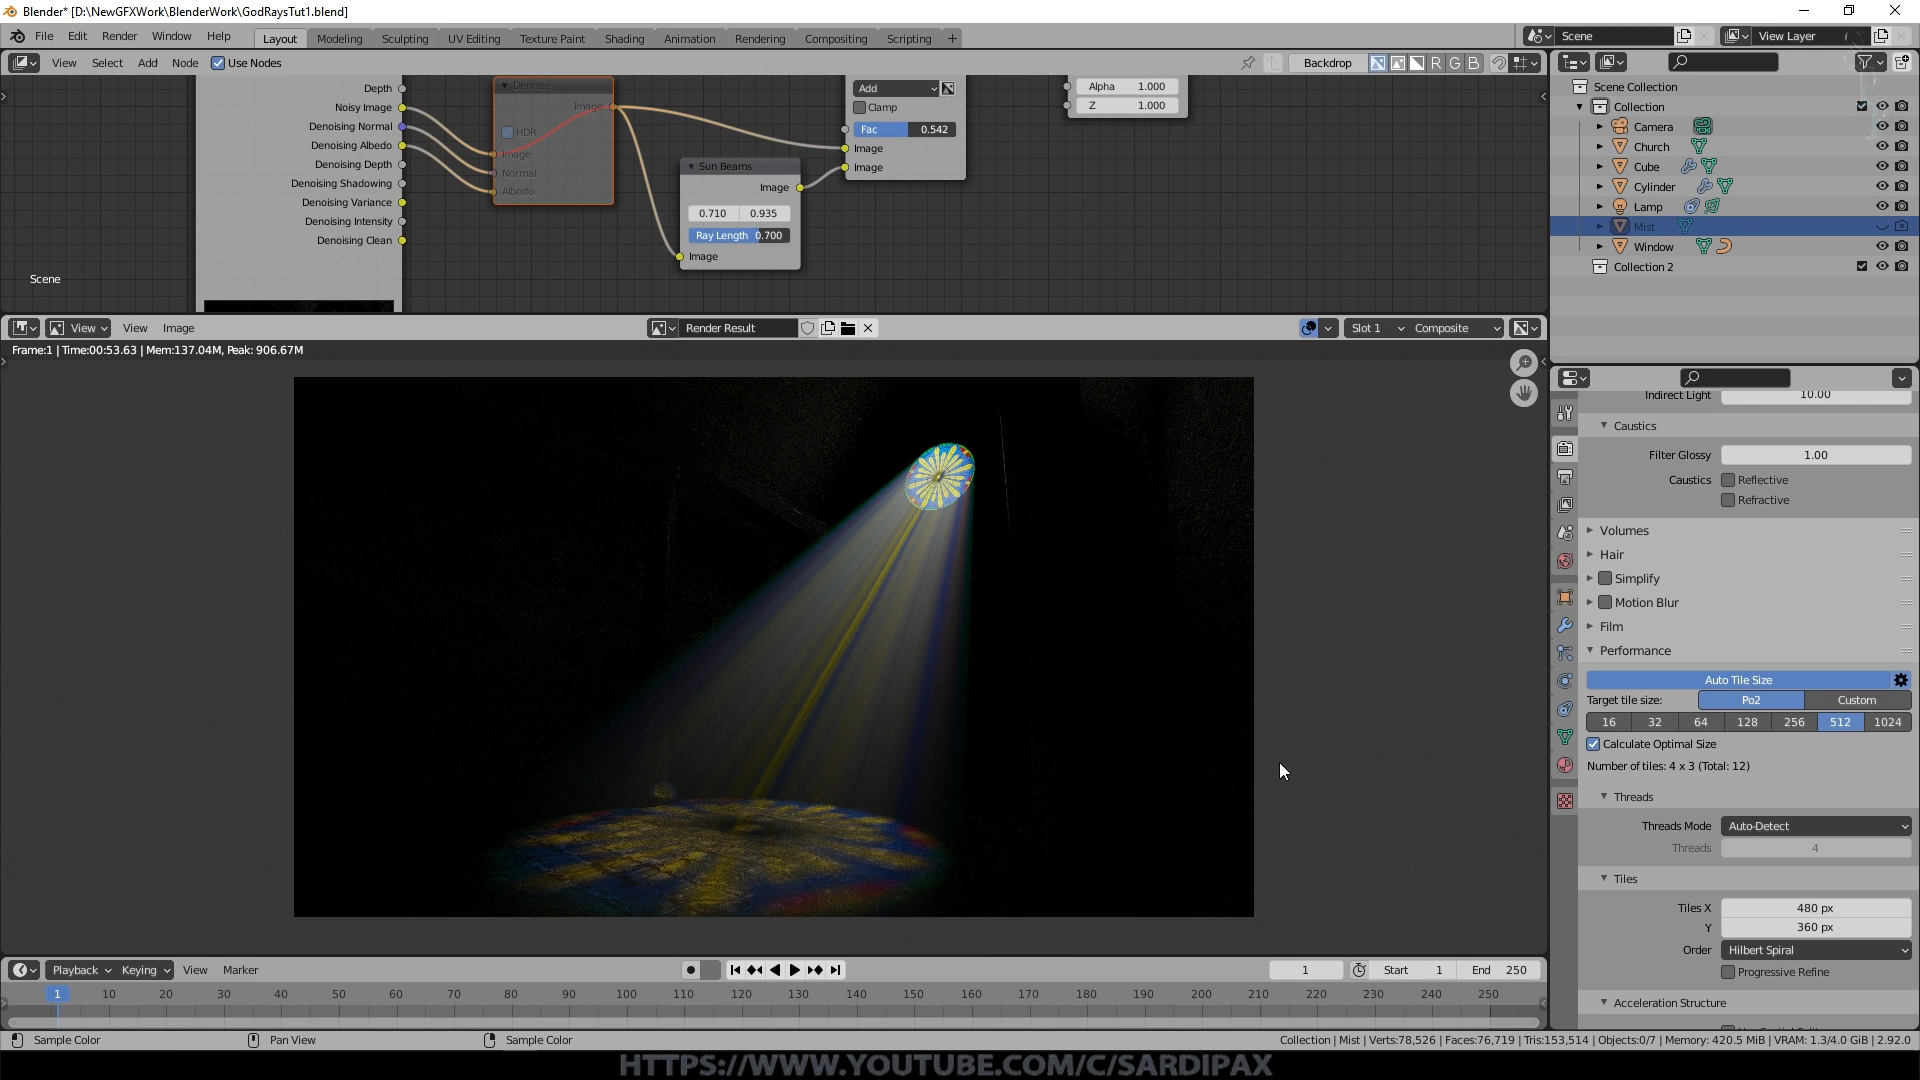 Blender* [D:\NewGFXWork\BlenderWork\GodRaysTut1.blend]
File Edit Render Window Help Layout Modeling Sculpting UV Editing Texture Paint Shading Animation Rendering Compositing Scripting + Scene View Layer
View Select Add Node Use Nodes Backdrop R G B
Depth
Noisy Image
Denoising Normal
Denoising Albedo
Denoising Depth
Denoising Shadowing
Denoising Variance
Denoising Intensity
Denoising Clean
Scene
Denoise
Image
HDR
Image
Normal
Albedo
Sun Beams
Image
0.710 0.935
Ray Length 0.700
Image
Add
Clamp
Fac 0.542
Image
Image
Alpha 1.000
Z 1.000
Scene Collection
Collection
Camera
Church
Cube
Cylinder
Lamp
Mist
Window
Collection 2
View View Image Render Result Slot 1 Composite
Frame:1 | Time:00:53.63 | Mem:137.04M, Peak: 906.67M
Indirect Light 10.00
Caustics
Filter Glossy 1.00
Caustics Reflective
Refractive
Volumes
Hair
Simplify
Motion Blur
Film
Performance
Auto Tile Size
Target tile size: Po2 Custom
16 32 64 128 256 512 1024
Calculate Optimal Size
Number of tiles: 4 x 3 (Total: 12)
Threads
Threads Mode Auto-Detect
Threads 4
Tiles
Tiles X 480 px
Y 360 px
Order Hilbert Spiral
Progressive Refine
Acceleration Structure
Playback Keying View Marker 1 Start 1 End 250
1 10 20 30 40 50 60 70 80 90 100 110 120 130 140 150 160 170 180 190 200 210 220 230 240 250
Sample Color Pan View Sample Color Collection | Mist | Verts:78,526 | Faces:76,719 | Tris:153,514 | Objects:0/7 | Memory: 420.5 MiB | VRAM: 1.3/4.0 GiB | 2.92.0
HTTPS://WWW.YOUTUBE.COM/C/SARDIPAX